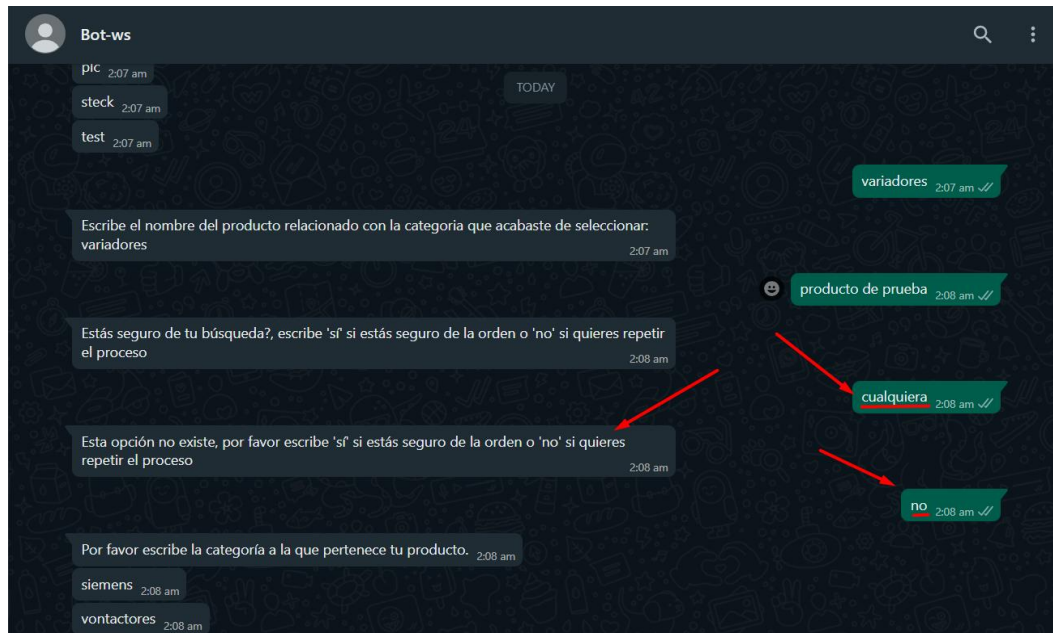 Bot-ws
pic 2:07 am
TODAY
steck 2:07 am
test 2:07 am
variadores 2:07 am
Escribe el nombre del producto relacionado con la categoria que acabaste de seleccionar:
variadores
2:07 am
producto de prueba 2:08 am
Estás seguro de tu búsqueda?, escribe 'sí' si estás seguro de la orden o 'no' si quieres repetir
el proceso
2:08 am
cualquiera 2:08 am
Esta opción no existe, por favor escribe 'sí' si estás seguro de la orden o 'no' si quieres
repetir el proceso
2:08 am
no 2:08 am
Por favor escribe la categoría a la que pertenece tu producto. 2:08 am
siemens 2:08 am
vontactores 2:08 am